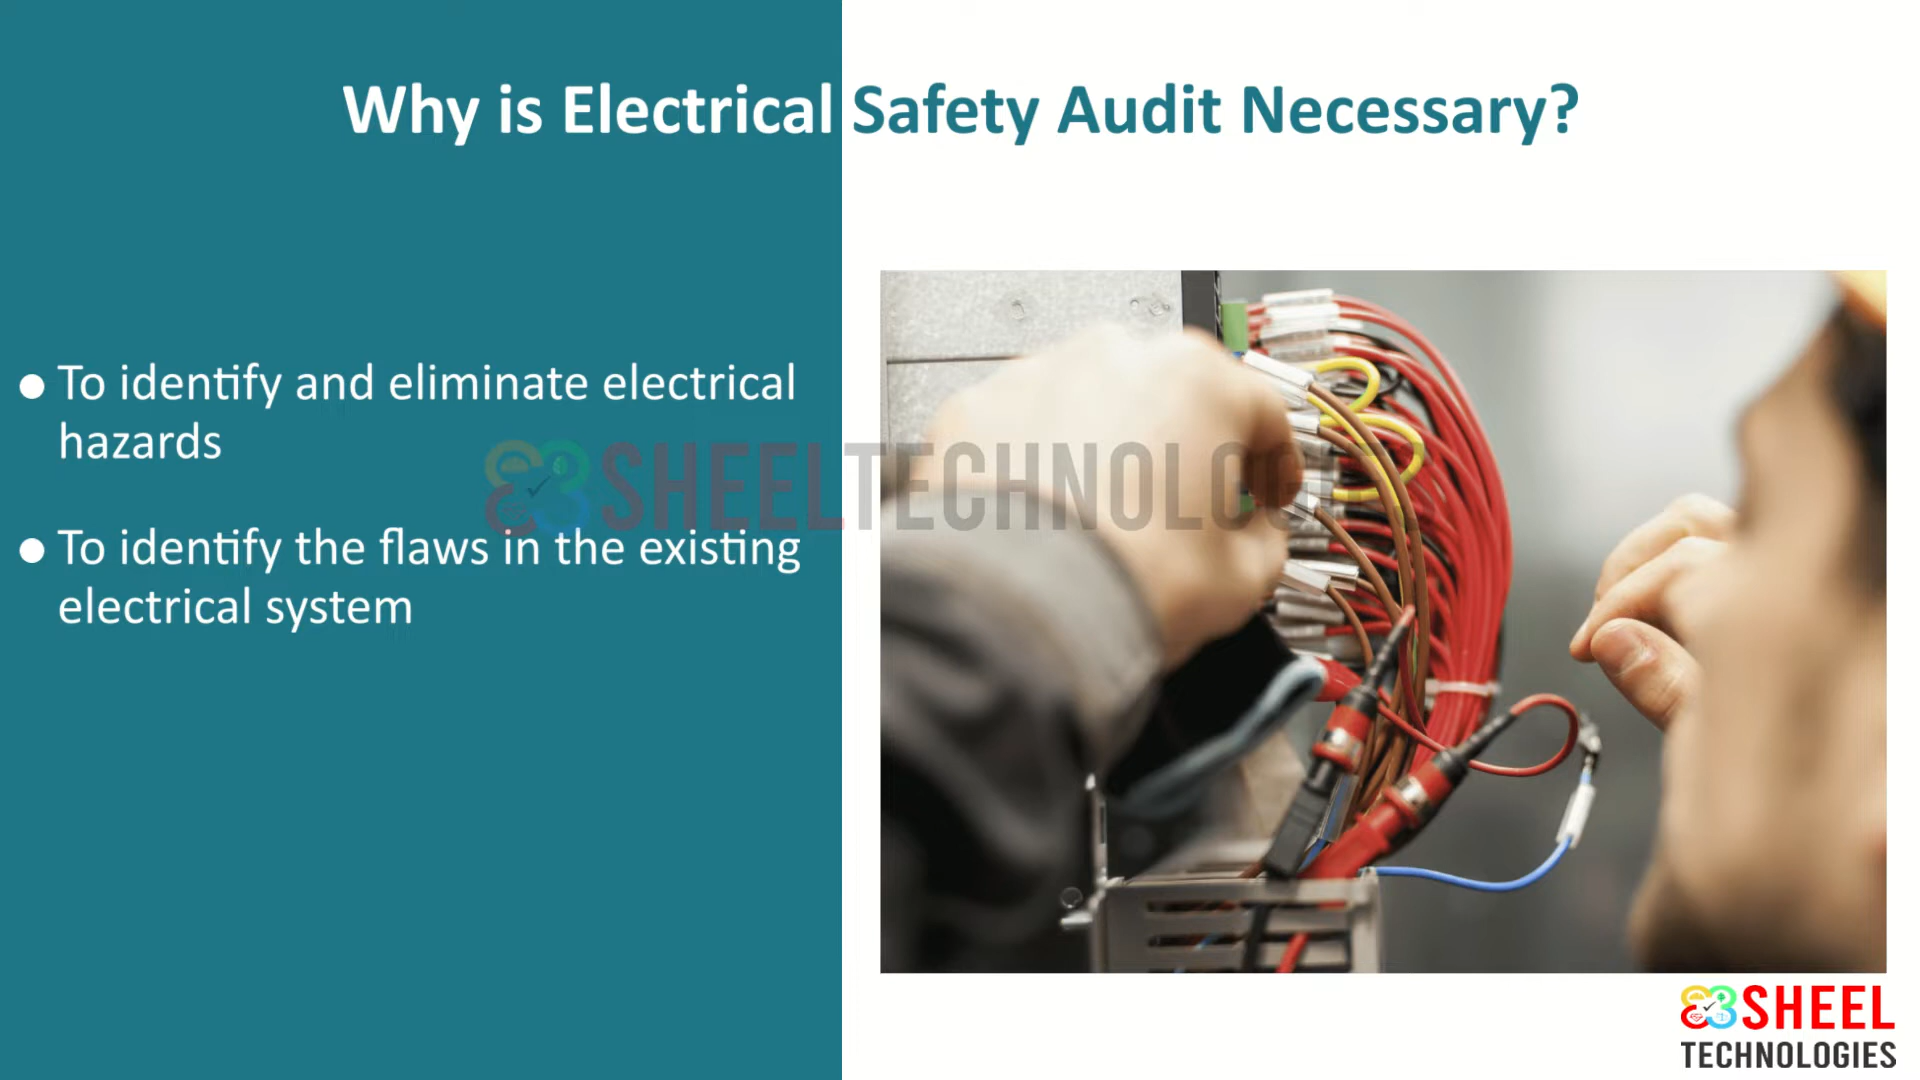 Why is Electrical Safety Audit Necessary?
● To identify and eliminate electrical
hazards
SHEELTECHNOLOGIES
● To identify the flaws in the existing
electrical system
SHEEL
TECHNOLOGIES